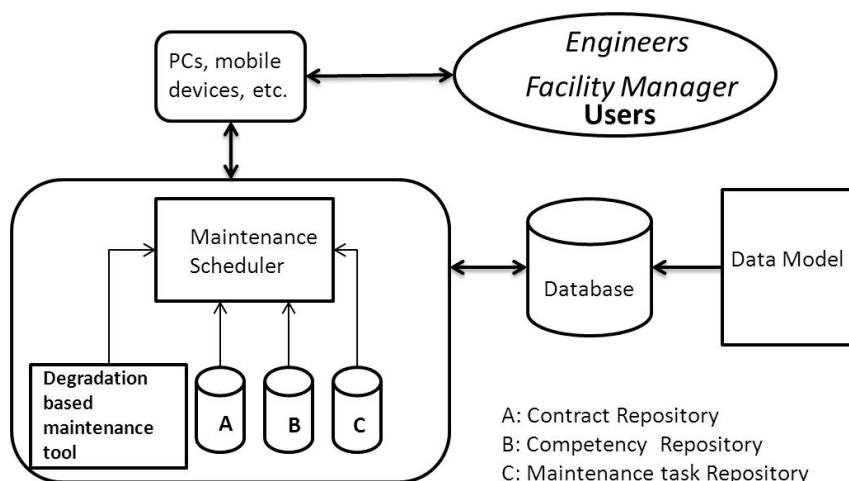 PCs, mobile
devices, etc.
Engineers
Facility Manager
Users
Maintenance
Scheduler
Database
Data Model
Degradation
based
maintenance
tool
A
B
C
A: Contract Repository
B: Competency Repository
C: Maintenance task Repository